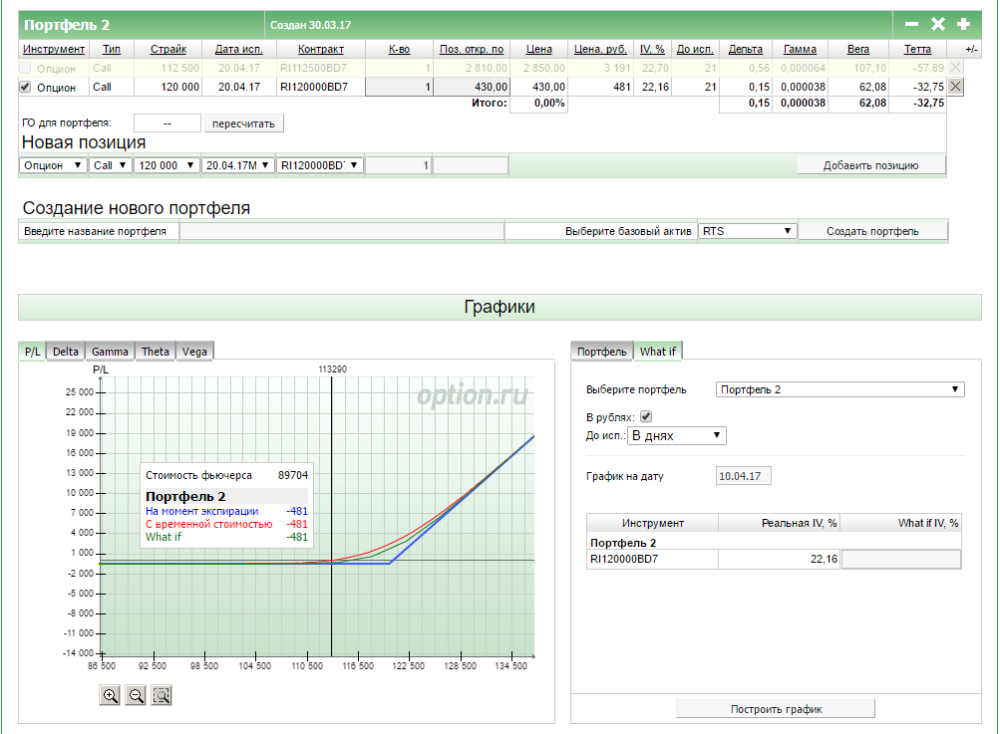 Портфель 2 Создан 30.03.17
Инструмент Тип Страйк Дата исп. Контракт К-во Поз. откр. по Цена Цена, руб. IV, % До исп. Дельта Гамма Вега Тетта +/-
Опцион Call 112 500 20.04.17 RI112500BD7 1 2 810,00 2 850,00 3 191 22,70 21 0,56 0,000064 107,10 -57,89
Опцион Call 120 000 20.04.17 RI120000BD7 1 430,00 430,00 481 22,16 21 0,15 0,000038 62,08 -32,75
Итого: 0,00% 0,15 0,000038 62,08 -32,75
ГО для портфеля: -- пересчитать
Новая позиция
Опцион Call 120 000 20.04.17М RI120000BD7 1 Добавить позицию
Создание нового портфеля
Введите название портфеля Выберите базовый актив RTS Создать портфель
Графики
P/L Delta Gamma Theta Vega
P/L 113290
option.ru
25 000
22 000
19 000
16 000
13 000
10 000
7 000
4 000
1 000
-2 000
-5 000
-8 000
-11 000
-14 000
86 500 92 500 98 500 104 500 110 500 116 500 122 500 128 500 134 500
Стоимость фьючерса 89704
Портфель 2
На момент экспирации -481
С временной стоимостью -481
What if -481
Портфель What if
Выберите портфель Портфель 2
В рублях:
До исп.: В днях
График на дату 10.04.17
Инструмент Реальная IV, % What if IV, %
Портфель 2
RI120000BD7 22,16
Построить график